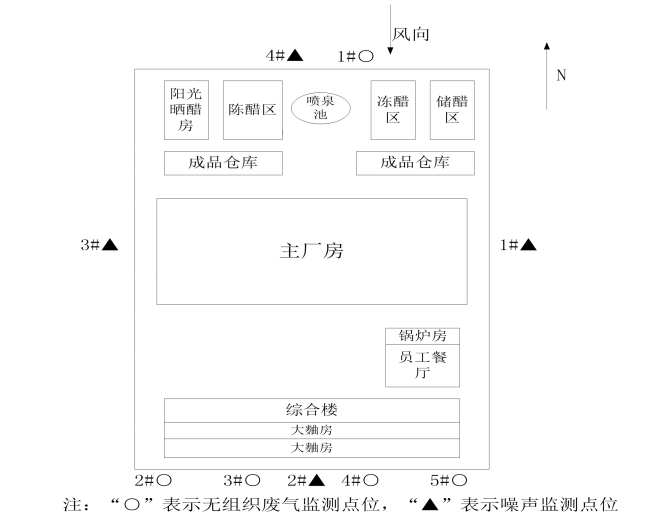 风向
4#▲ 1#○
N
阳光
晒醋
房
陈醋区
喷泉
池
冻醋
区
储醋
区
成品仓库
成品仓库
3#▲
主厂房
1#▲
锅炉房
员工餐
厅
综合楼
大麯房
大麯房
2#○ 3#○ 2#▲ 4#○ 5#○
注：“○”表示无组织废气监测点位，“▲”表示噪声监测点位